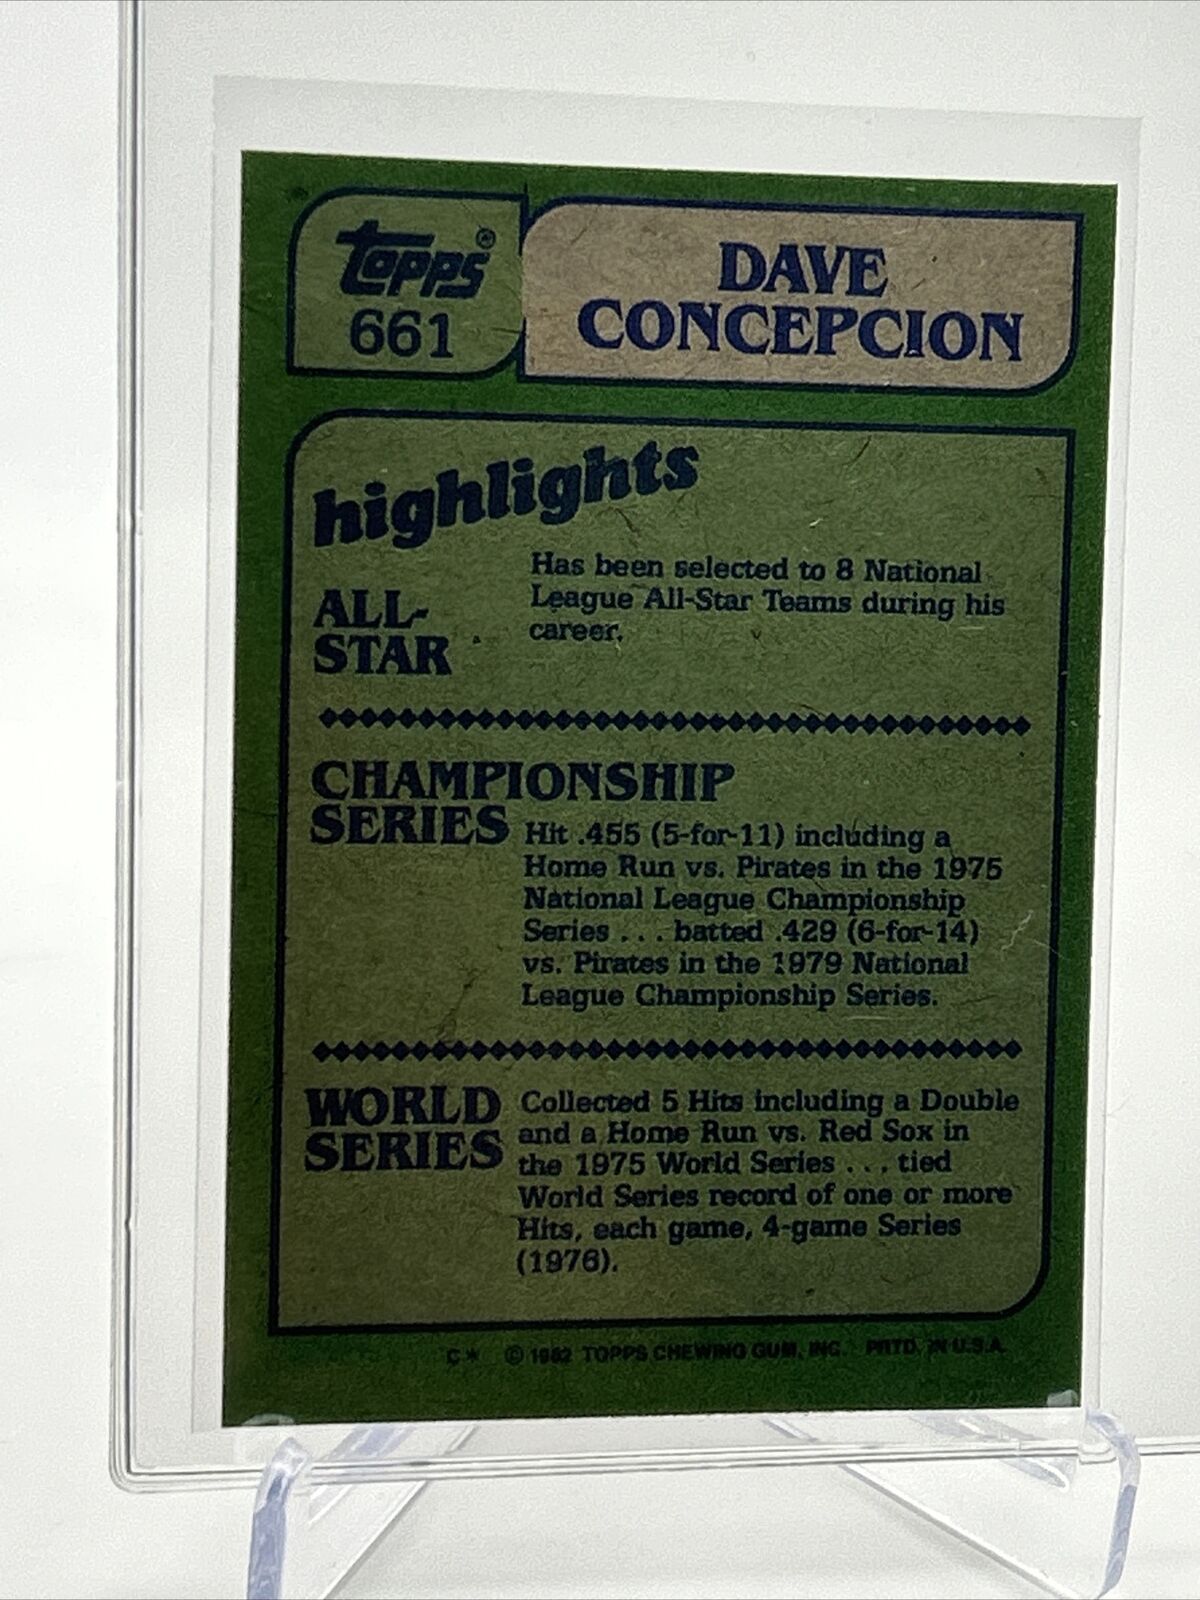 topps®
661
DAVE
CONCEPCION
highlights
ALL-
STAR
Has been selected to 8 National
League All-Star Teams during his
career.
CHAMPIONSHIP
SERIES
Hit .455 (5-for-11) including a
Home Run vs. Pirates in the 1975
National League Championship
Series . . . batted .429 (6-for-14)
vs. Pirates in the 1979 National
League Championship Series.
WORLD
SERIES
Collected 5 Hits including a Double
and a Home Run vs. Red Sox in
the 1975 World Series . . . tied
World Series record of one or more
Hits, each game, 4-game Series
(1976).
C* © 1982 TOPPS CHEWING GUM, INC. PRTD. IN U.S.A.